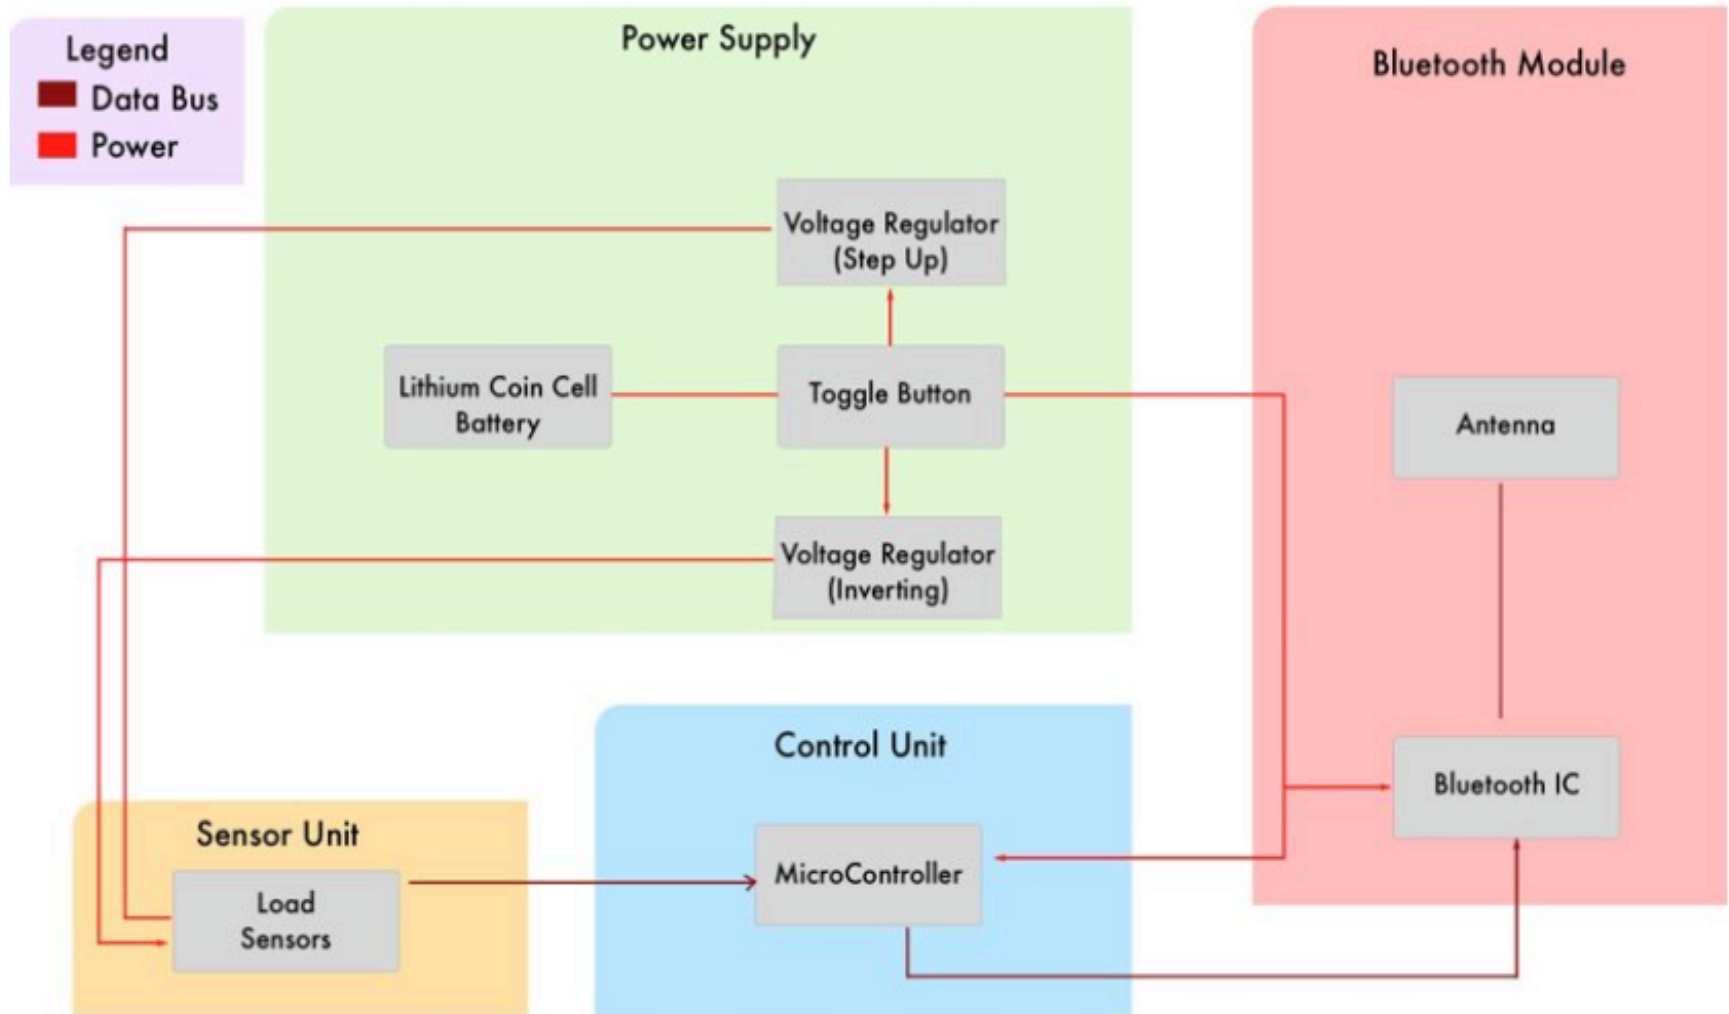 Legend
Data Bus
Power
Power Supply
Voltage Regulator
(Step Up)
Lithium Coin Cell
Battery
Toggle Button
Voltage Regulator
(Inverting)
Bluetooth Module
Antenna
Bluetooth IC
Control Unit
MicroController
Sensor Unit
Load
Sensors